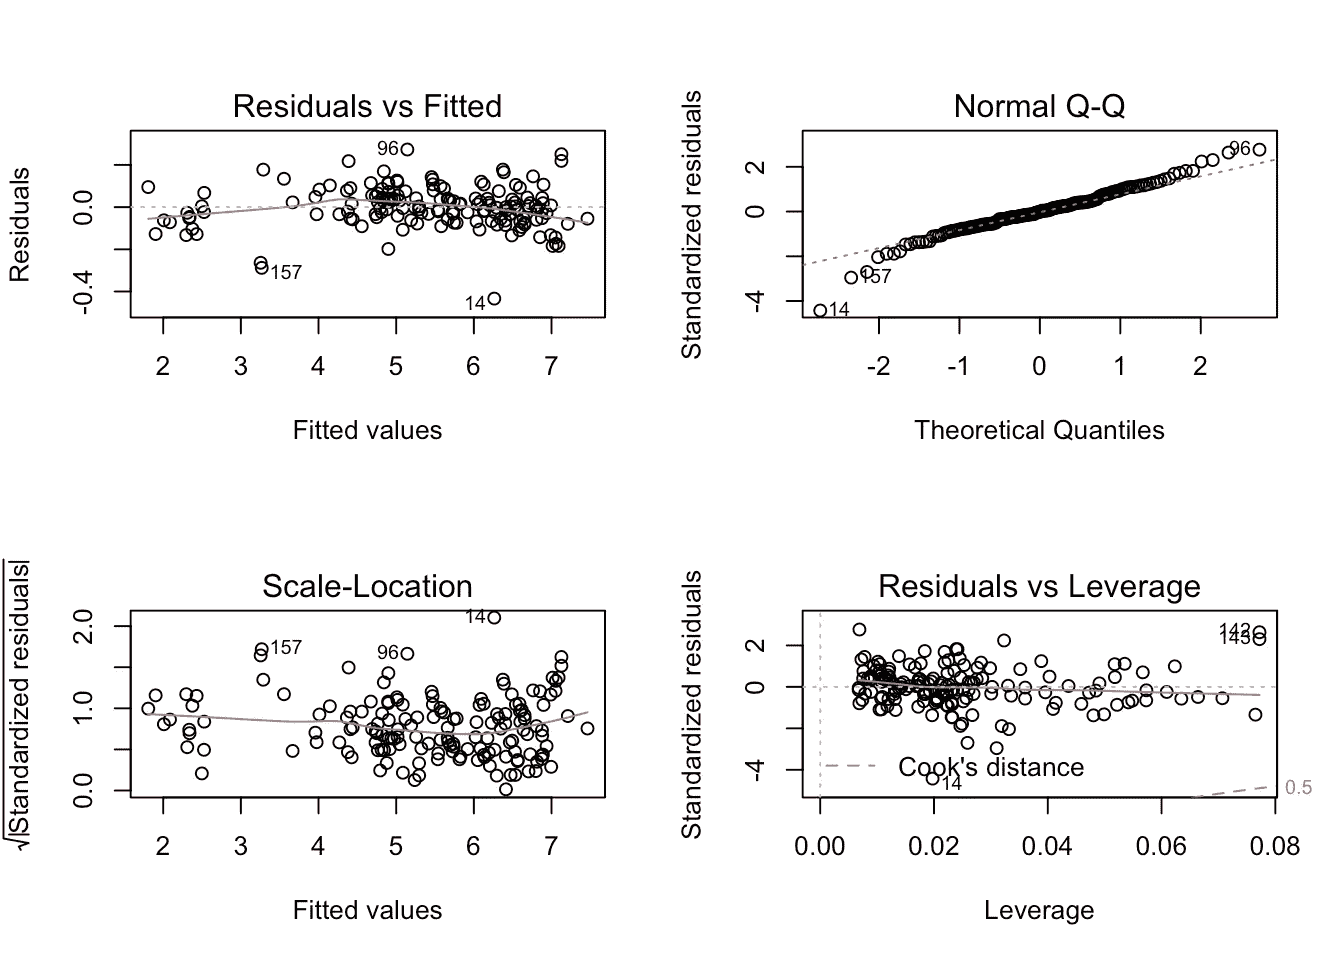 Residuals vs Fitted
Residuals
0.0
-0.4
96
157
14
2 3 4 5 6 7
Fitted values
Normal Q-Q
Standardized residuals
2
0
-4
96
157
14
-2 -1 0 1 2
Theoretical Quantiles
Scale-Location
√|Standardized residuals|
2.0
1.0
0.0
14
157
96
2 3 4 5 6 7
Fitted values
Residuals vs Leverage
Standardized residuals
2
0
-4
142
143
Cook's distance
14
0.5
0.00 0.02 0.04 0.06 0.08
Leverage